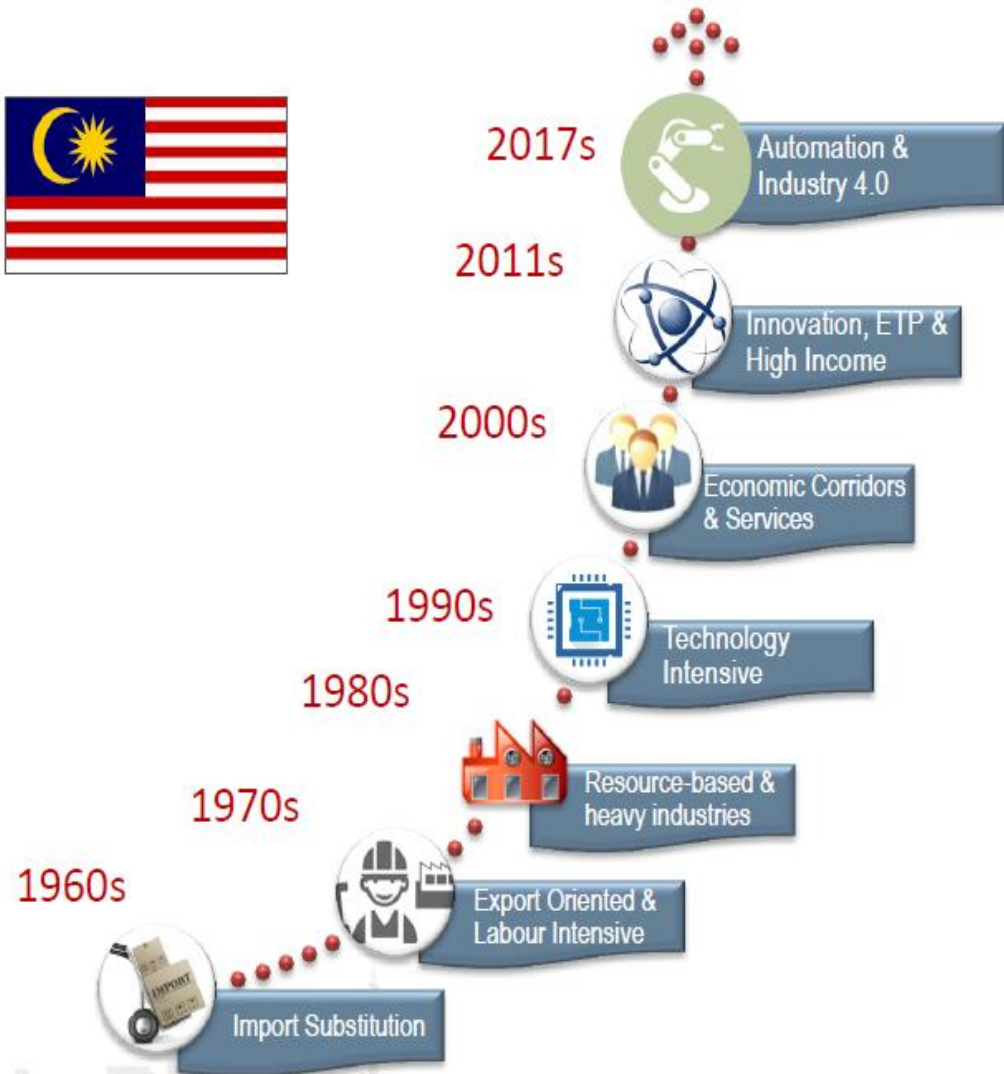 2017s
Automation &
Industry 4.0
2011s
Innovation, ETP &
High Income
2000s
Economic Corridors
& Services
1990s
Technology
Intensive
1980s
Resource-based &
heavy industries
1970s
Export Oriented &
Labour Intensive
1960s
IMPORT
Import Substitution